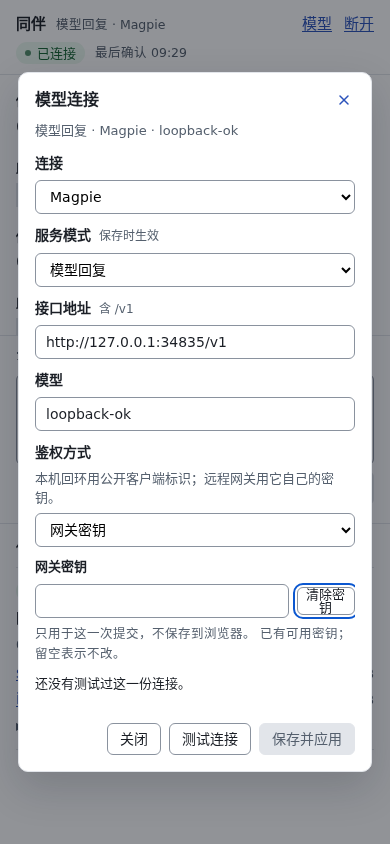 同伴 模型回复 · Magpie 模型 断开
已连接 最后确认 09:29
模型连接 ×
模型回复 · Magpie · loopback-ok
连接
Magpie
服务模式 保存时生效
模型回复
接口地址 含 /v1
http://127.0.0.1:34835/v1
模型
loopback-ok
鉴权方式
本机回环用公开客户端标识；远程网关用它自己的密
钥。
网关密钥
网关密钥
清除密
钥
只用于这一次提交，不保存到浏览器。 已有可用密钥；
留空表示不改。
还没有测试过这一份连接。
关闭 测试连接 保存并应用